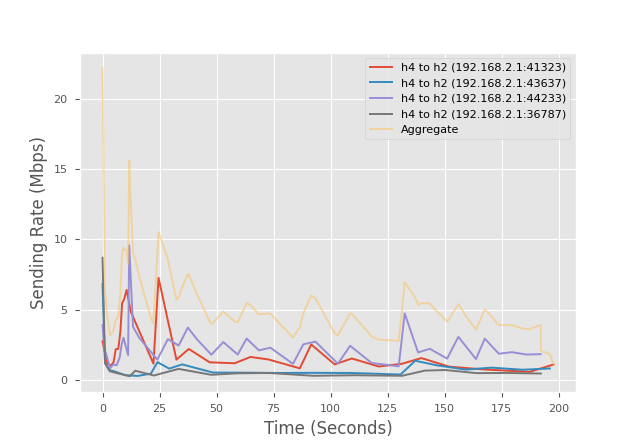 h4 to h2 (192.168.2.1:41323)
h4 to h2 (192.168.2.1:43637)
h4 to h2 (192.168.2.1:44233)
h4 to h2 (192.168.2.1:36787)
Aggregate
Sending Rate (Mbps)
20
15
10
5
0
0 25 50 75 100 125 150 175 200
Time (Seconds)